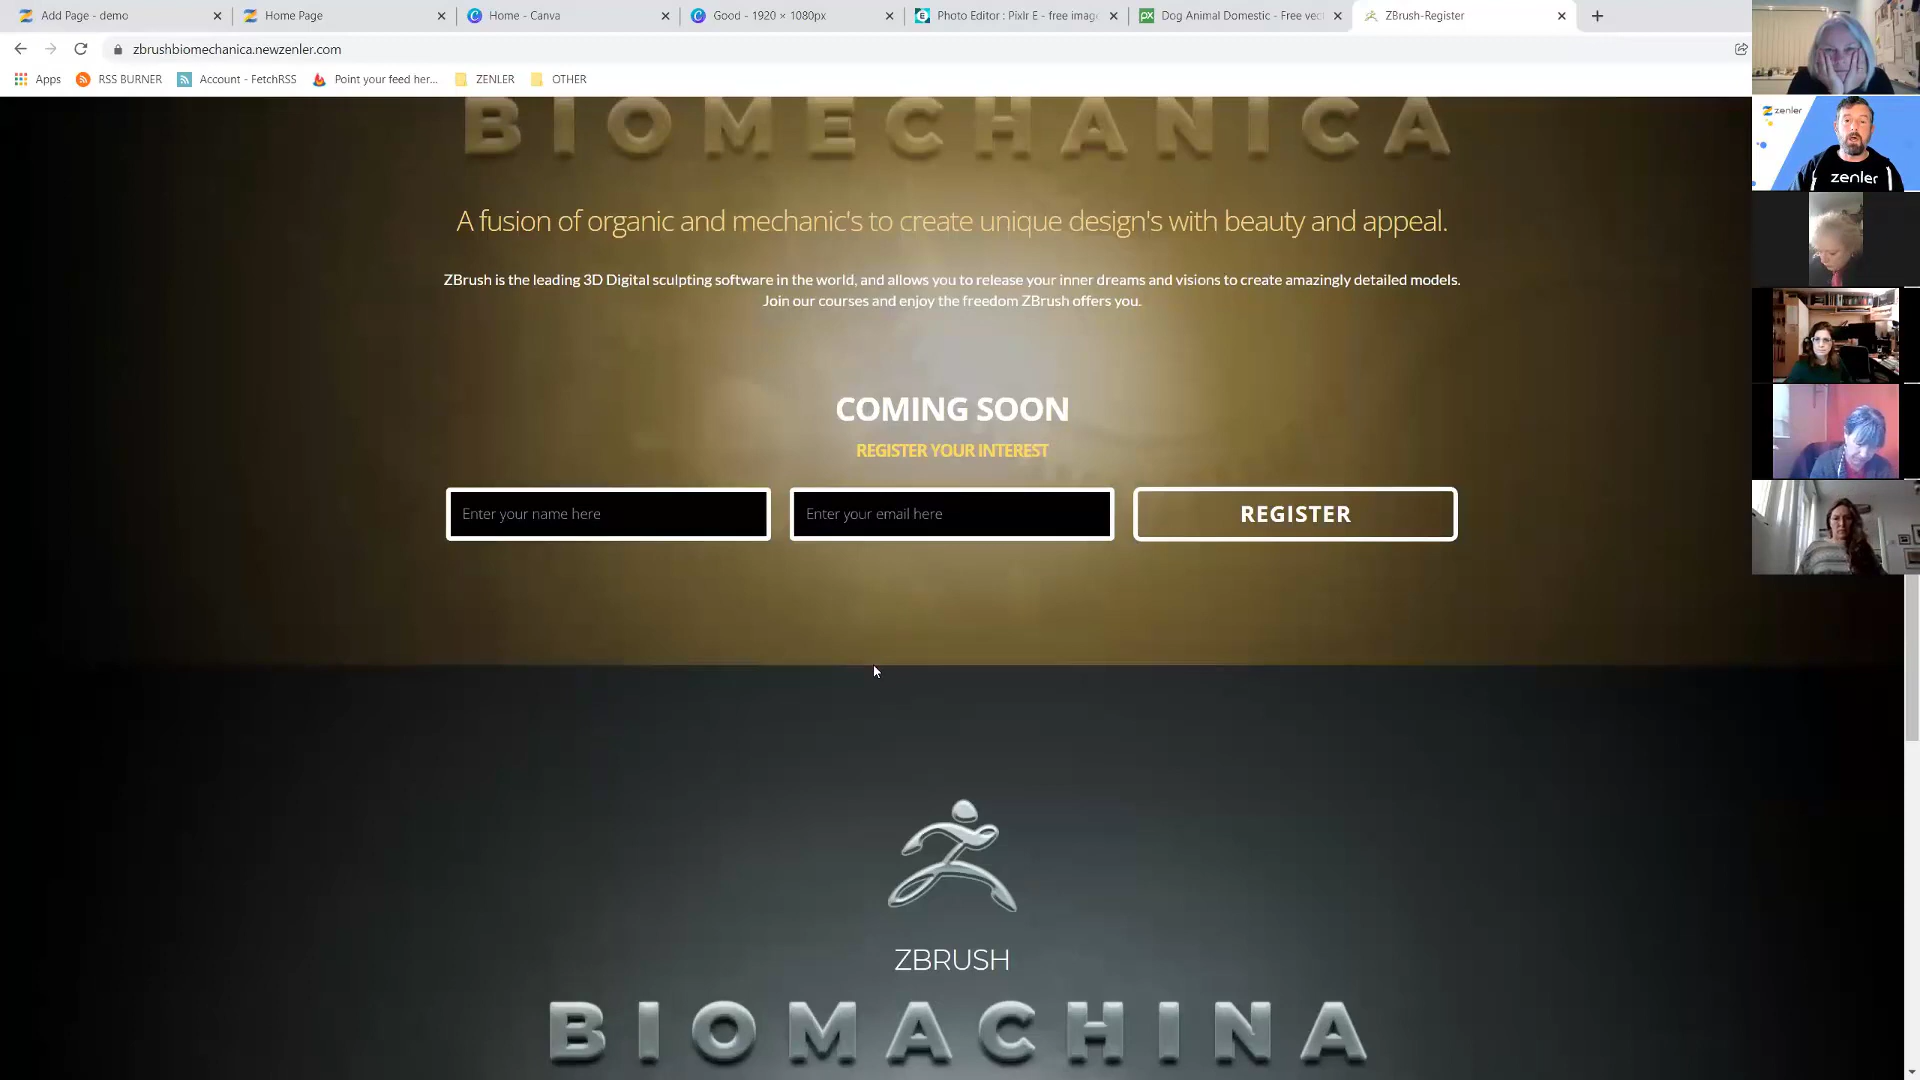 Add Page - demo
Home Page
Home - Canva
Good - 1920 × 1080px
Photo Editor : Pixlr E - free imag
Dog Animal Domestic - Free vect
ZBrush-Register
zbrushbiomechanica.newzenler.com
Apps
RSS BURNER
Account - FetchRSS
Point your feed her...
ZENLER
OTHER
zenler
zenler
BIOMECHANICA
A fusion of organic and mechanic's to create unique design's with beauty and appeal.
ZBrush is the leading 3D Digital sculpting software in the world, and allows you to release your inner dreams and visions to create amazingly detailed models.
Join our courses and enjoy the freedom ZBrush offers you.
COMING SOON
REGISTER YOUR INTEREST
Enter your name here
Enter your email here
REGISTER
ZBRUSH
BIOMACHINA